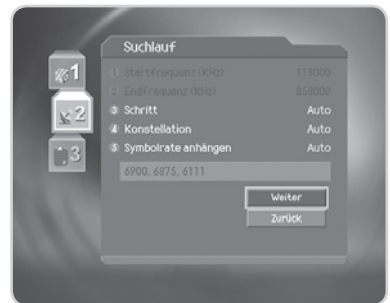 Suchlauf
1
1 Startfrequenz (KHz) 113000
2 Endfrequenz (KHz) 858000
2
3 Schritt Auto
4 Konstellation Auto
3
5 Symbolrate anhängen Auto
6900, 6875, 6111
Weiter
Zurück